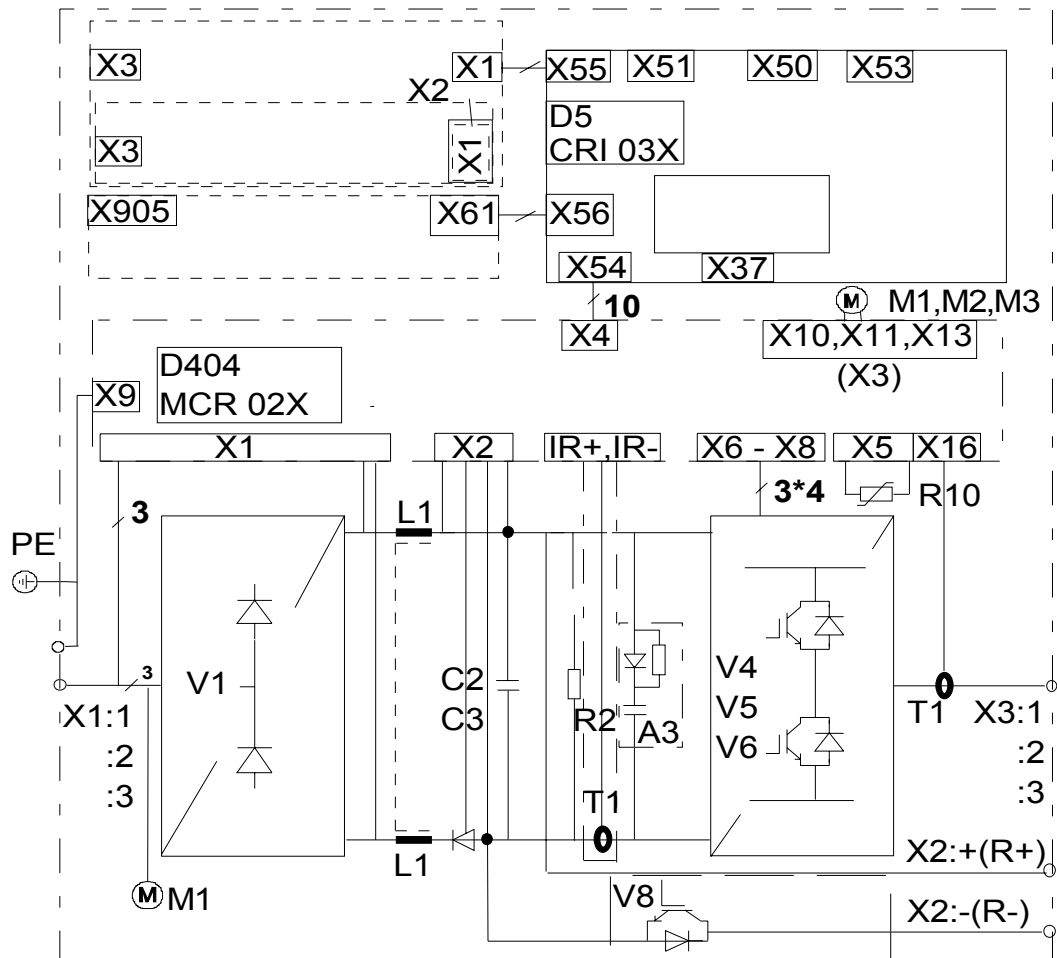 X3
X1
X55
X51
X50
X53
X2
D5
CRI 03X
X3
X1
X905
X61
X56
X54
X37
10
M
M1,M2,M3
X4
X10,X11,X13
(X3)
D404
MCR 02X
X9
X1
X2
IR+,IR-
X6 - X8
X5
X16
3
3*4
R10
L1
PE
3
V1
C2
C3
R2
A3
V4
V5
V6
T1
X1:1
:2
:3
X3:1
:2
:3
T1
L1
M
M1
V8
X2:+(R+)
X2:-(R-)